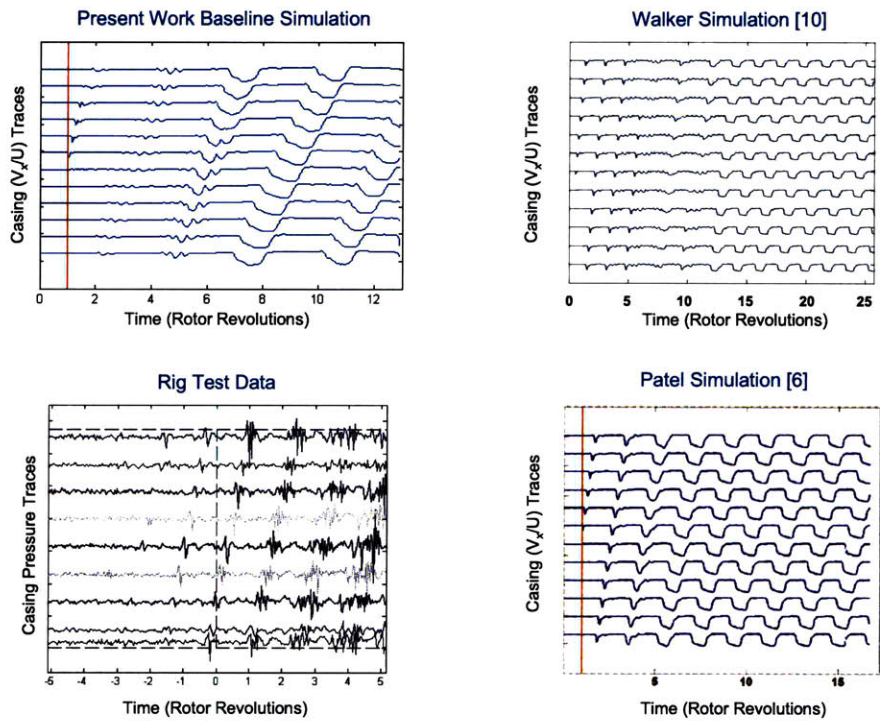 Present Work Baseline Simulation
Casing (Vx/U) Traces
0 2 4 6 8 10 12
Time (Rotor Revolutions)
Walker Simulation [10]
Casing (Vx/U) Traces
0 5 10 15 20 25
Time (Rotor Revolutions)
Rig Test Data
Casing Pressure Traces
-5 -4 -3 -2 -1 0 1 2 3 4 5
Time (Rotor Revolutions)
Patel Simulation [6]
Casing (Vx/U) Traces
5 10 15
Time (Rotor Revolutions)